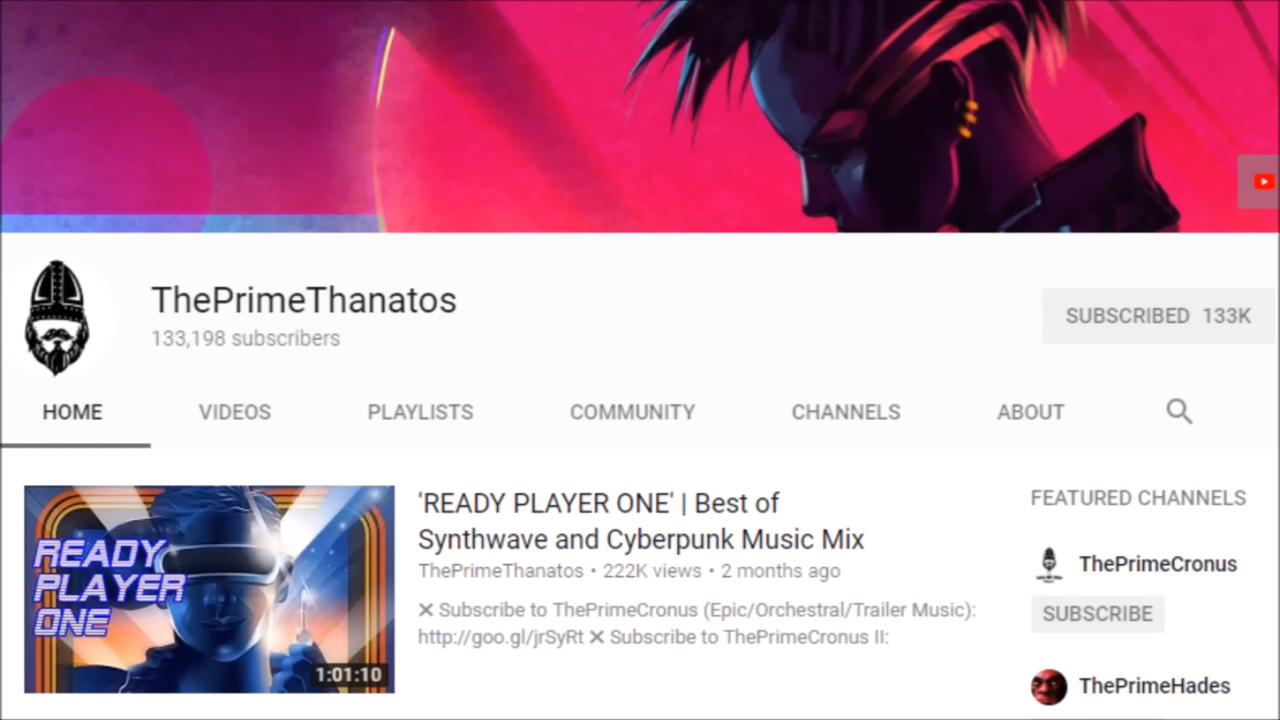 ThePrimeThanatos
133,198 subscribers
SUBSCRIBED 133K
HOME VIDEOS PLAYLISTS COMMUNITY CHANNELS ABOUT
READY
PLAYER
ONE
1:01:10
'READY PLAYER ONE' | Best of
Synthwave and Cyberpunk Music Mix
ThePrimeThanatos • 222K views • 2 months ago
✕ Subscribe to ThePrimeCronus (Epic/Orchestral/Trailer Music):
http://goo.gl/jrSyRt ✕ Subscribe to ThePrimeCronus II:
FEATURED CHANNELS
ThePrimeCronus
SUBSCRIBE
ThePrimeHades